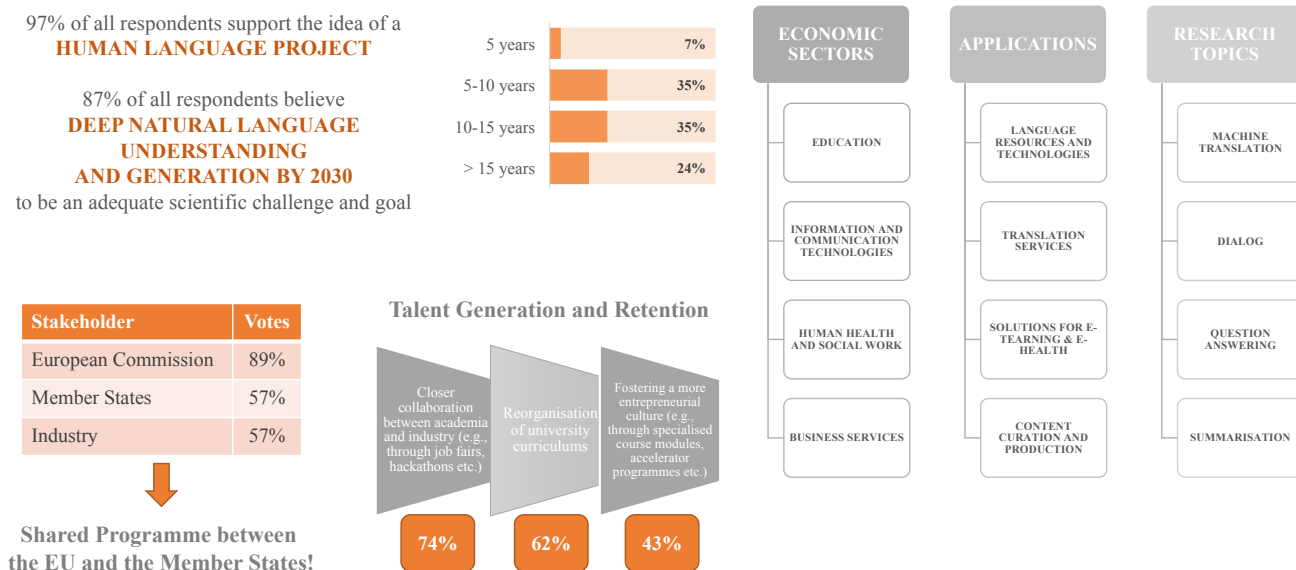 97% of all respondents support the idea of a
HUMAN LANGUAGE PROJECT
87% of all respondents believe
DEEP NATURAL LANGUAGE
UNDERSTANDING
AND GENERATION BY 2030
to be an adequate scientific challenge and goal
5 years 7%
5-10 years 35%
10-15 years 35%
> 15 years 24%
Stakeholder Votes
European Commission 89%
Member States 57%
Industry 57%
Shared Programme between
the EU and the Member States!
Talent Generation and Retention
Closer
collaboration
between academia
and industry (e.g.,
through job fairs,
hackathons etc.)
74%
Reorganisation
of university
curriculums
62%
Fostering a more
entrepreneurial
culture (e.g.,
through specialised
course modules,
accelerator
programmes etc.)
43%
ECONOMIC
SECTORS
EDUCATION
INFORMATION AND
COMMUNICATION
TECHNOLOGIES
HUMAN HEALTH
AND SOCIAL WORK
BUSINESS SERVICES
APPLICATIONS
LANGUAGE
RESOURCES AND
TECHNOLOGIES
TRANSLATION
SERVICES
SOLUTIONS FOR E-
TEARNING & E-
HEALTH
CONTENT
CURATION AND
PRODUCTION
RESEARCH
TOPICS
MACHINE
TRANSLATION
DIALOG
QUESTION
ANSWERING
SUMMARISATION